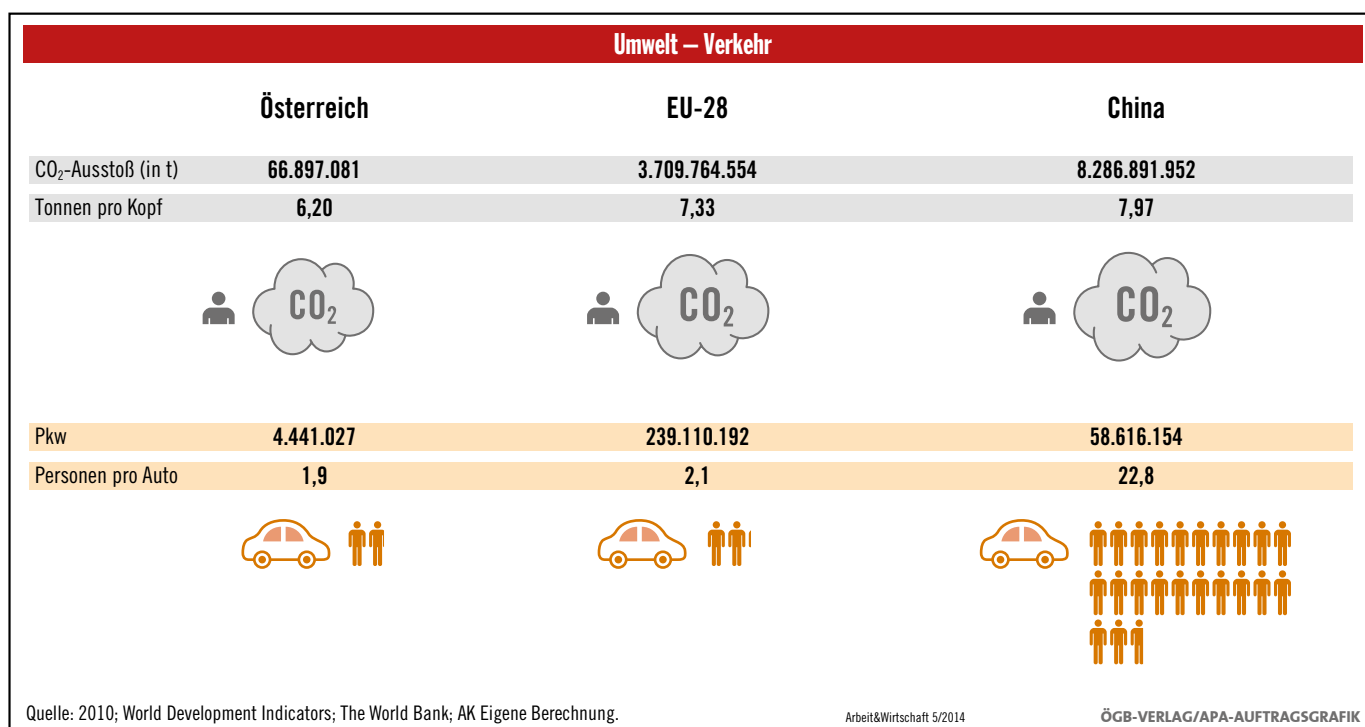 Umwelt – Verkehr
Österreich EU-28 China
CO₂-Ausstoß (in t) 66.897.081 3.709.764.554 8.286.891.952
Tonnen pro Kopf 6,20 7,33 7,97
CO₂ CO₂ CO₂
Pkw 4.441.027 239.110.192 58.616.154
Personen pro Auto 1,9 2,1 22,8
Quelle: 2010; World Development Indicators; The World Bank; AK Eigene Berechnung. Arbeit&Wirtschaft 5/2014 ÖGB-VERLAG/APA-AUFTRAGSGRAFIK